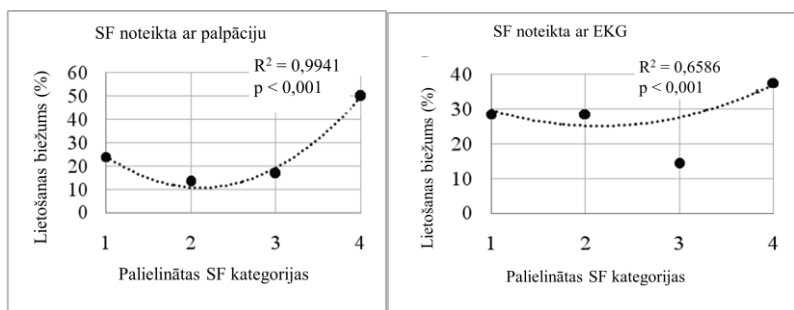 SF noteikta ar palpāciju
R² = 0,9941
p < 0,001
Lietošanas biežums (%)
60
50
40
30
20
10
0
1 2 3 4
Palielinātas SF kategorijas
SF noteikta ar EKG
R² = 0,6586
p < 0,001
Lietošanas biežums (%)
40
30
20
10
0
1 2 3 4
Palielinātas SF kategorijas